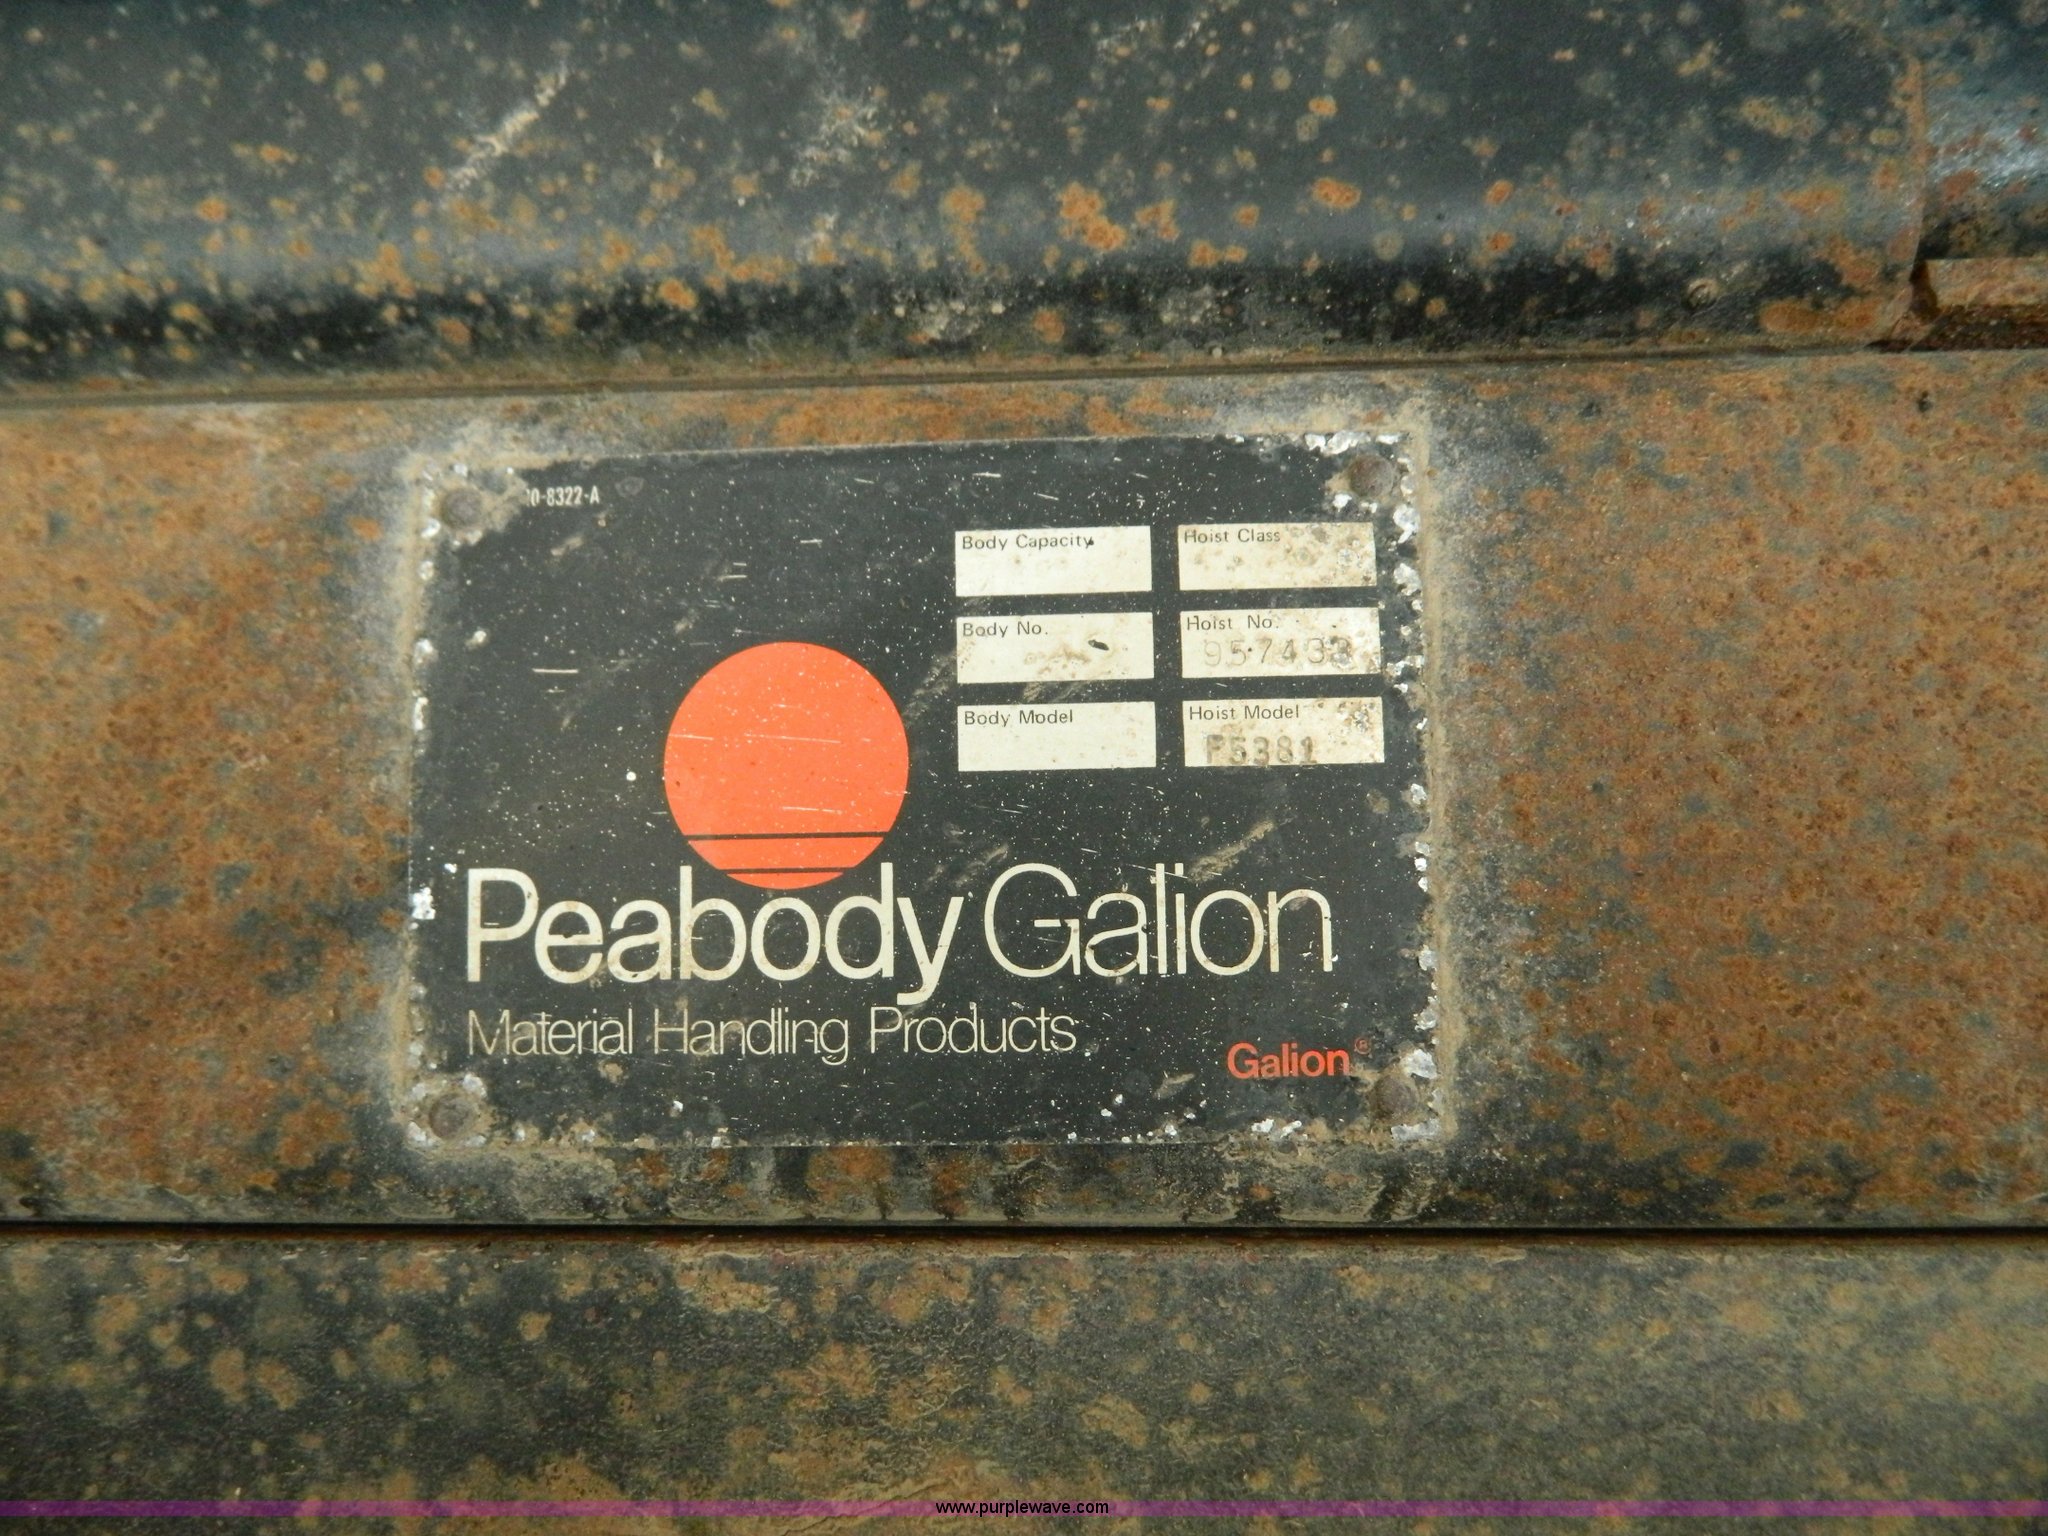 0-8322-A
Body Capacity
Hoist Class
Body No.
Hoist No.
957433
Body Model
Hoist Model
F5381
Peabody Galion
Material Handling Products
Galion®
www.purplewave.com